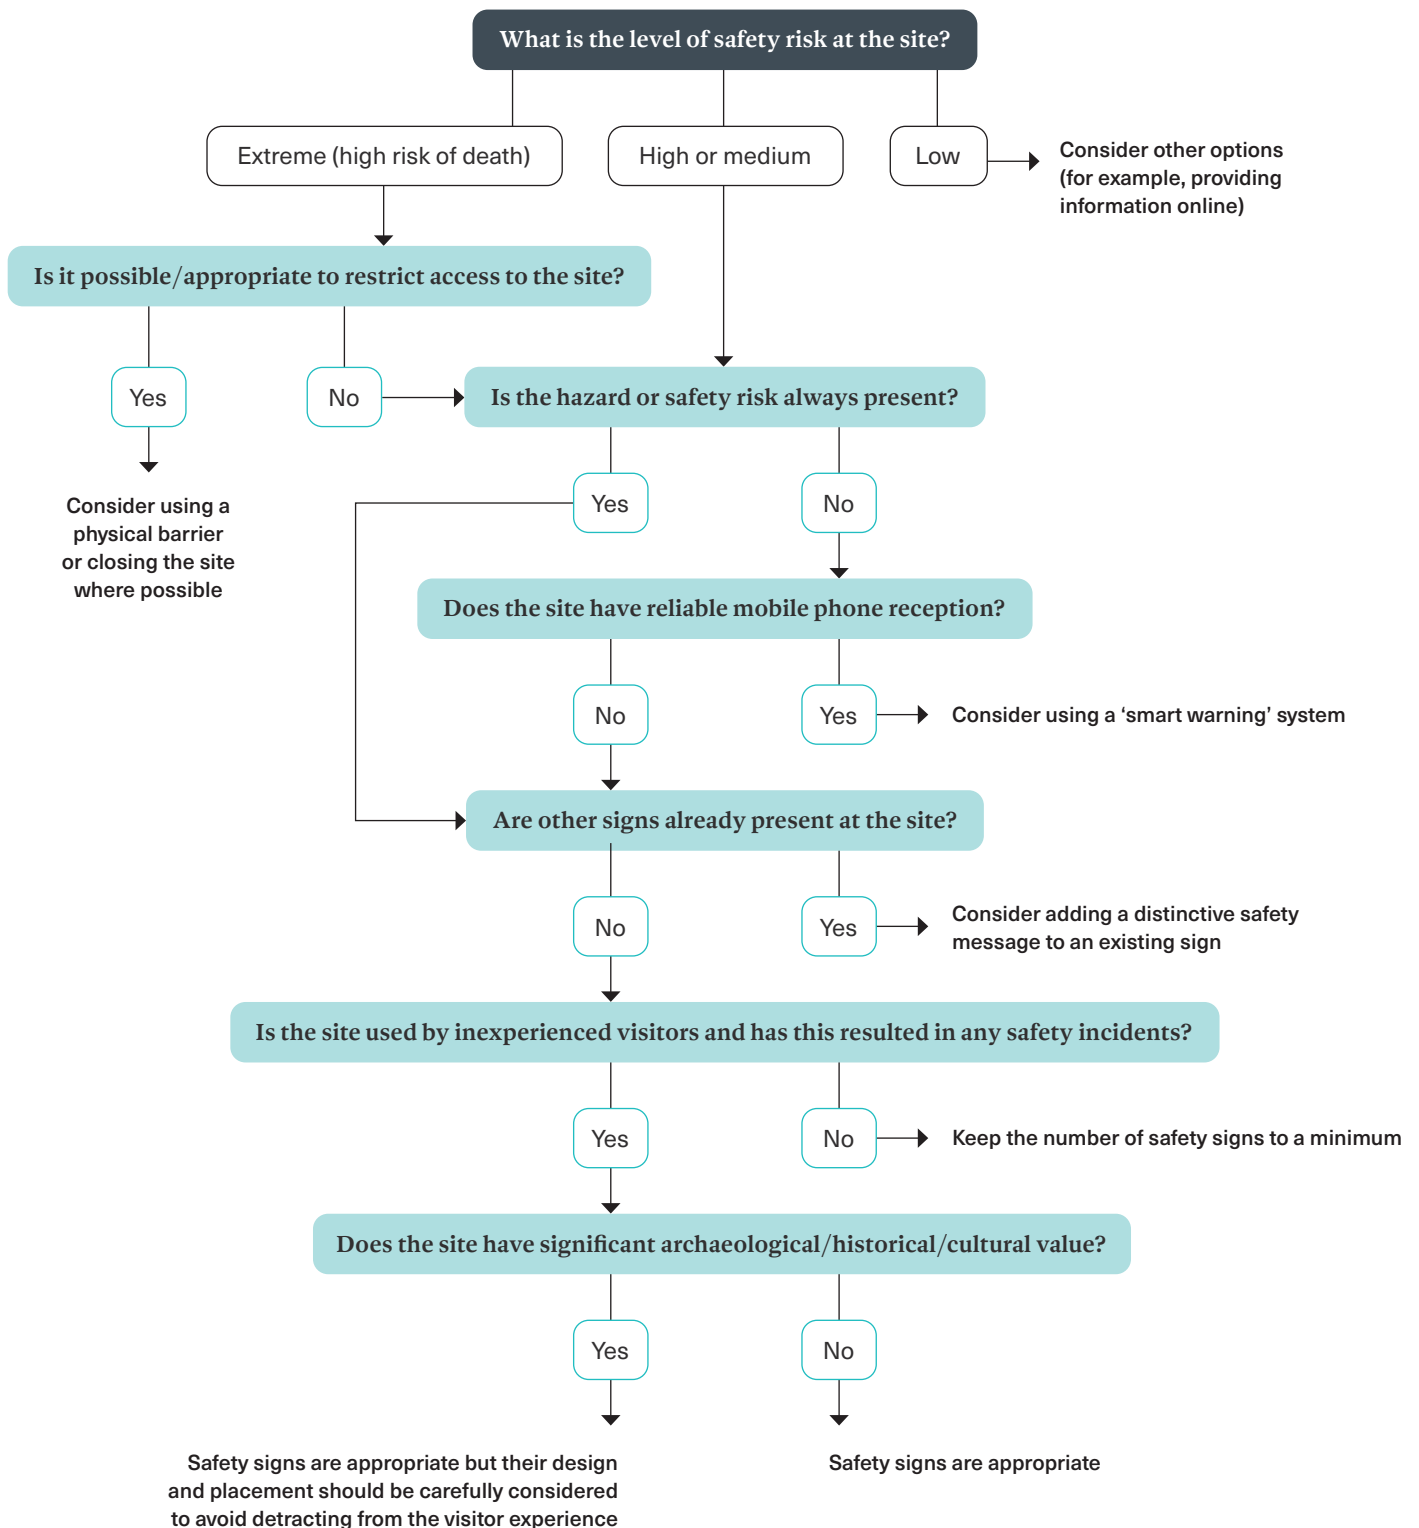 What is the level of safety risk at the site?
Extreme (high risk of death)
High or medium
Low
Consider other options
(for example, providing
information online)
Is it possible/appropriate to restrict access to the site?
Yes
No
Is the hazard or safety risk always present?
Consider using a
physical barrier
or closing the site
where possible
Yes
No
Does the site have reliable mobile phone reception?
No
Yes
Consider using a ‘smart warning’ system
Are other signs already present at the site?
No
Yes
Consider adding a distinctive safety
message to an existing sign
Is the site used by inexperienced visitors and has this resulted in any safety incidents?
Yes
No
Keep the number of safety signs to a minimum
Does the site have significant archaeological/historical/cultural value?
Yes
No
Safety signs are appropriate but their design
and placement should be carefully considered
to avoid detracting from the visitor experience
Safety signs are appropriate